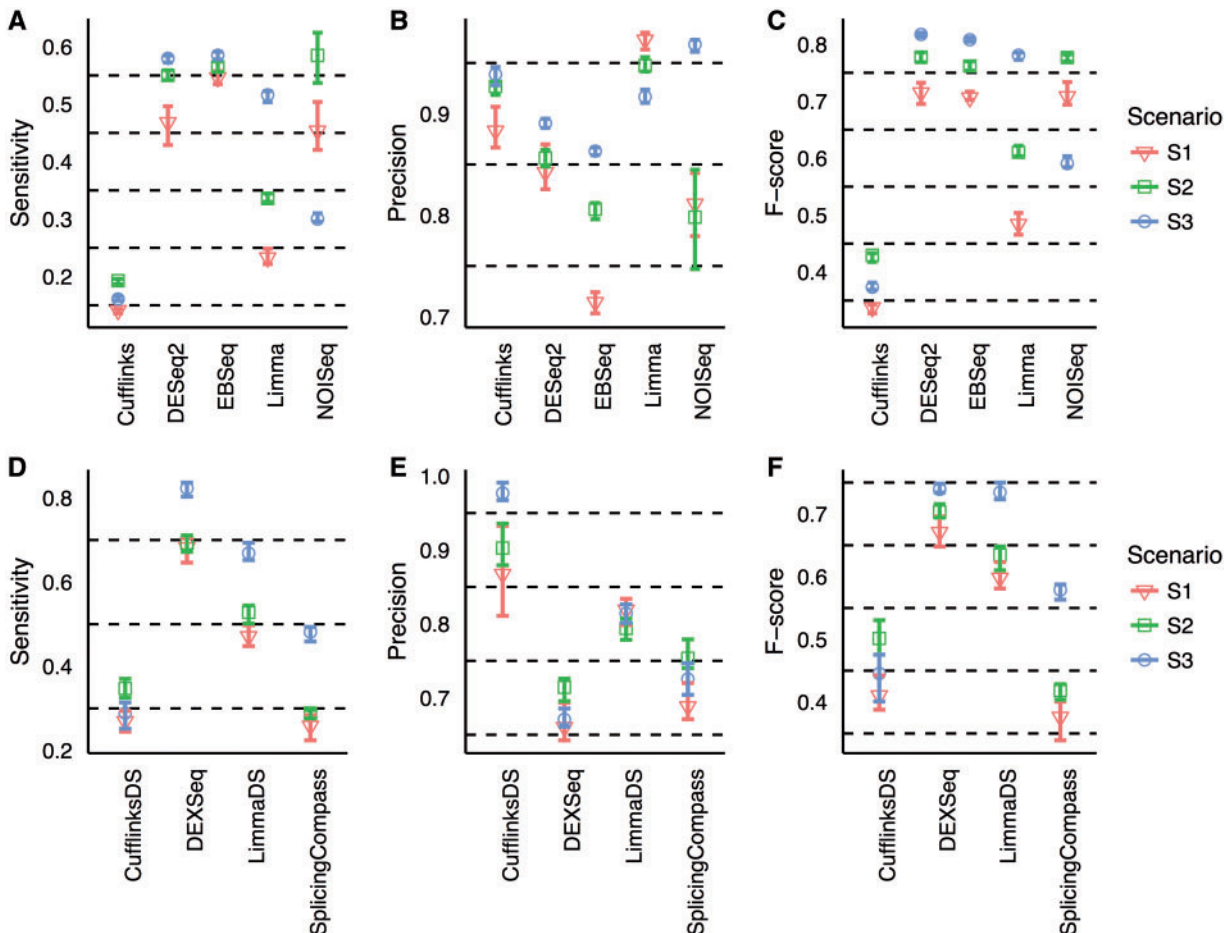 A
Sensitivity
0.6
0.5
0.4
0.3
0.2
Cufflinks
DESeq2
EBSeq
Limma
NOISeq
B
Precision
0.9
0.8
0.7
Cufflinks
DESeq2
EBSeq
Limma
NOISeq
C
F−score
0.8
0.7
0.6
0.5
0.4
Cufflinks
DESeq2
EBSeq
Limma
NOISeq
Scenario
S1
S2
S3
D
Sensitivity
0.8
0.6
0.4
0.2
CufflinksDS
DEXSeq
LimmaDS
SplicingCompass
E
Precision
1.0
0.9
0.8
0.7
CufflinksDS
DEXSeq
LimmaDS
SplicingCompass
F
F−score
0.7
0.6
0.5
0.4
CufflinksDS
DEXSeq
LimmaDS
SplicingCompass
Scenario
S1
S2
S3